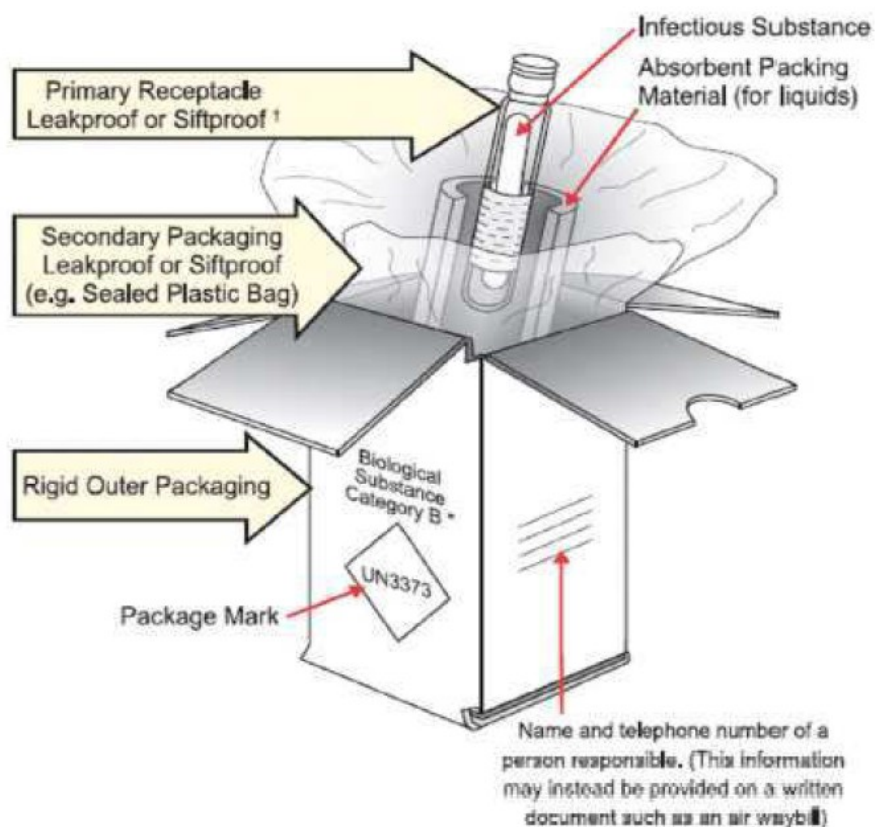 Infectious Substance
Absorbent Packing
Material (for liquids)
Primary Receptacle
Leakproof or Siftproof ¹
Secondary Packaging
Leakproof or Siftproof
(e.g. Sealed Plastic Bag)
Rigid Outer Packaging
Biological
Substance
Category B *
UN3373
Package Mark
Name and telephone number of a
person responsible. (This information
may instead be provided on a written
document such as an air waybill)